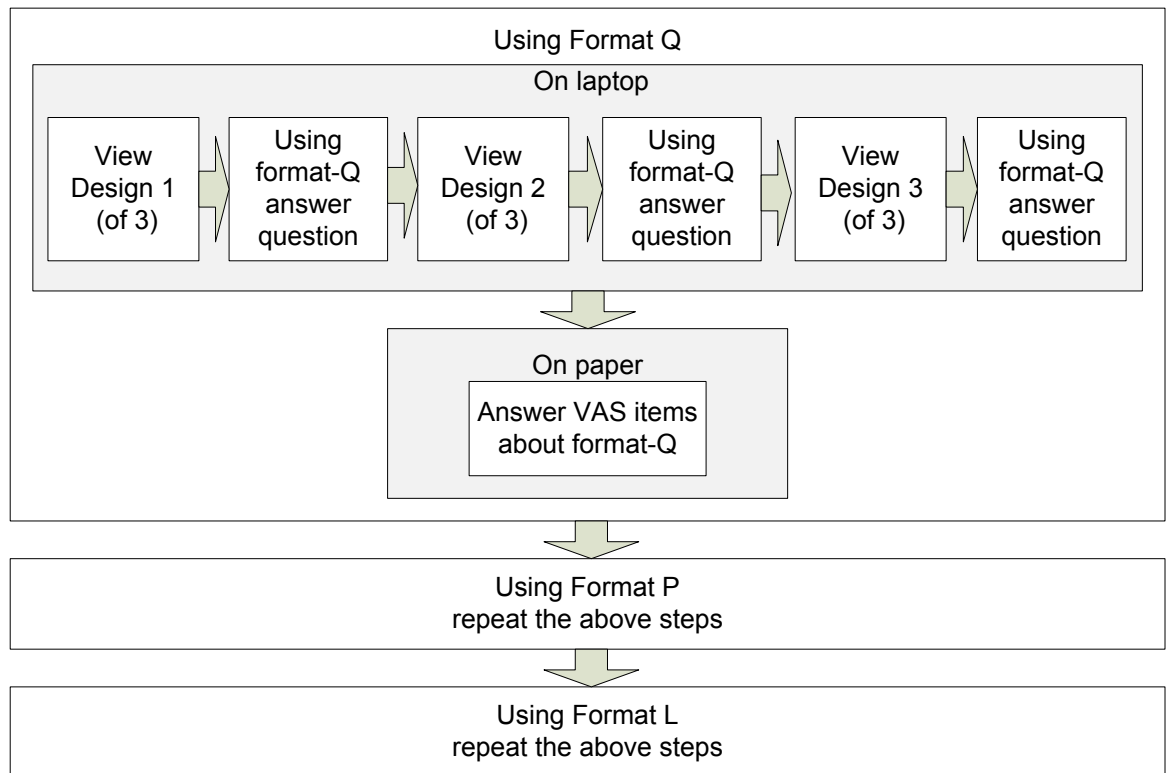 Using Format Q
On laptop
View
Design 1
(of 3)
Using
format-Q
answer
question
View
Design 2
(of 3)
Using
format-Q
answer
question
View
Design 3
(of 3)
Using
format-Q
answer
question
On paper
Answer VAS items
about format-Q
Using Format P
repeat the above steps
Using Format L
repeat the above steps